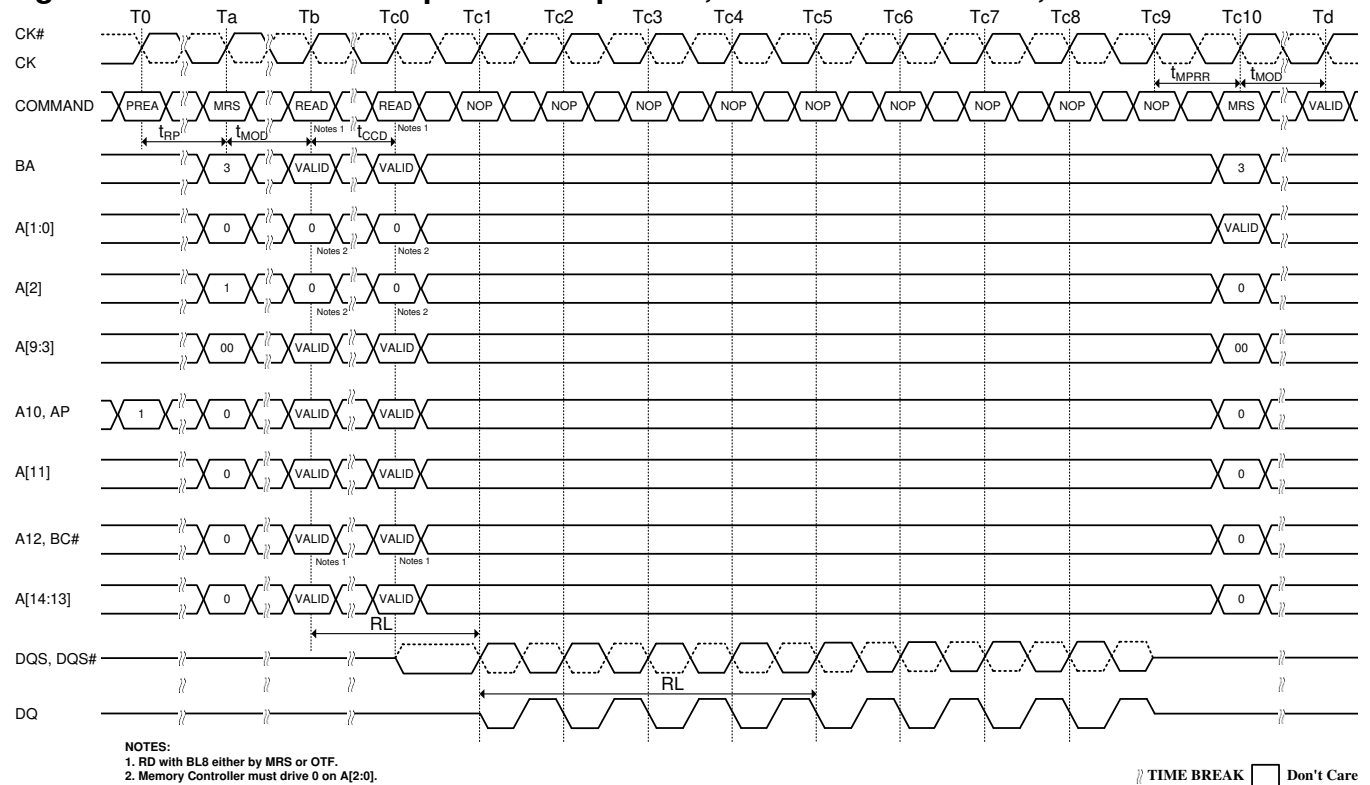 T0 Ta Tb Tc0 Tc1 Tc2 Tc3 Tc4 Tc5 Tc6 Tc7 Tc8 Tc9 Tc10 Td
CK#
CK
tMPRR tMOD
COMMAND PREA MRS READ READ NOP NOP NOP NOP NOP NOP NOP NOP NOP MRS VALID
tRP tMOD Notes 1 tCCD Notes 1
BA 3 VALID VALID 3
A[1:0] 0 0 0 VALID
Notes 2 Notes 2
A[2] 1 0 0 0
Notes 2 Notes 2
A[9:3] 00 VALID VALID 00
A10, AP 1 0 VALID VALID 0
A[11] 0 VALID VALID 0
A12, BC# 0 VALID VALID 0
Notes 1 Notes 1
A[14:13] 0 VALID VALID 0
RL
DQS, DQS#
RL
DQ
NOTES:
1. RD with BL8 either by MRS or OTF.
2. Memory Controller must drive 0 on A[2:0].
TIME BREAK Don't Care